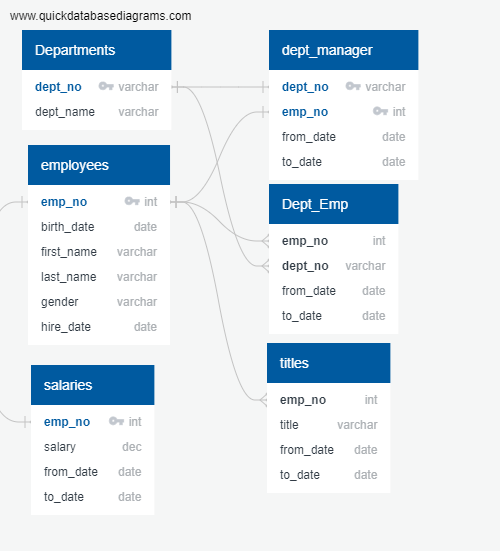 www.quickdatabasediagrams.com
Departments
dept_no varchar
dept_name varchar
employees
emp_no int
birth_date date
first_name varchar
last_name varchar
gender varchar
hire_date date
salaries
emp_no int
salary dec
from_date date
to_date date
dept_manager
dept_no varchar
emp_no int
from_date date
to_date date
Dept_Emp
emp_no int
dept_no varchar
from_date date
to_date date
titles
emp_no int
title varchar
from_date date
to_date date